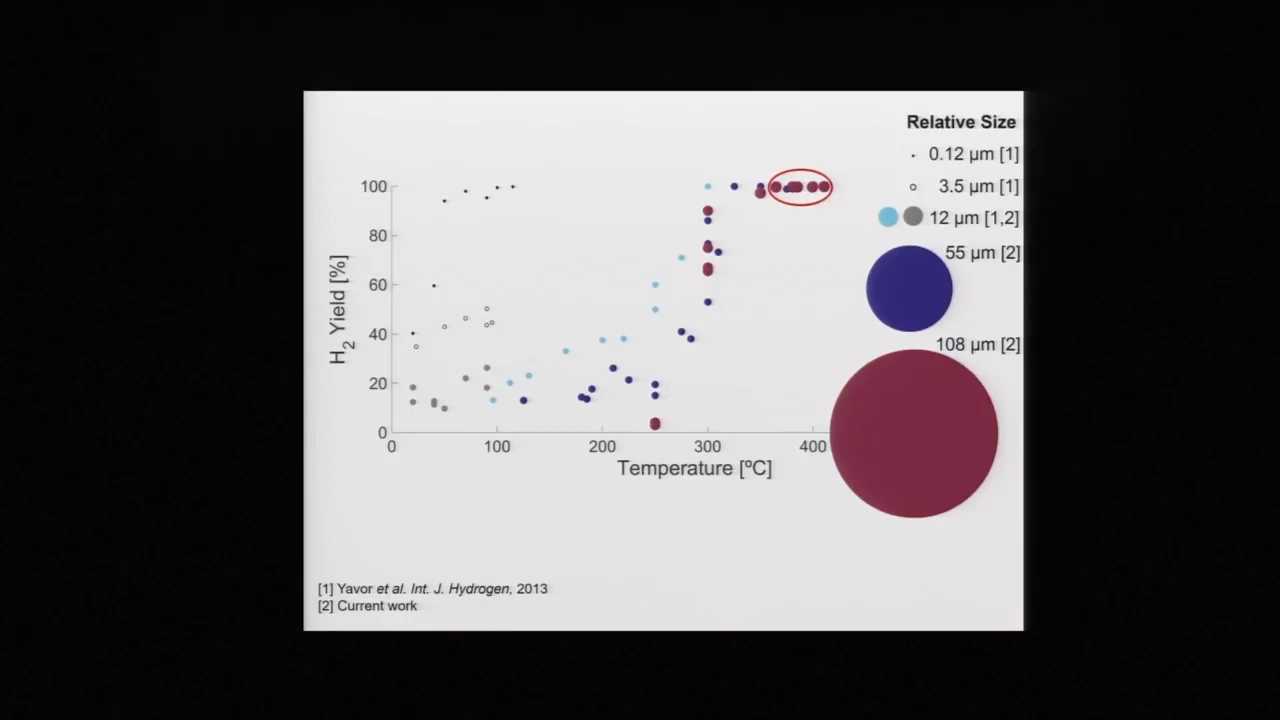 Relative Size
0.12 µm [1]
3.5 µm [1]
12 µm [1,2]
55 µm [2]
108 µm [2]
H2 Yield [%]
100
80
60
40
20
0
0 100 200 300 400
Temperature [ºC]
[1] Yavor et al. Int. J. Hydrogen, 2013
[2] Current work